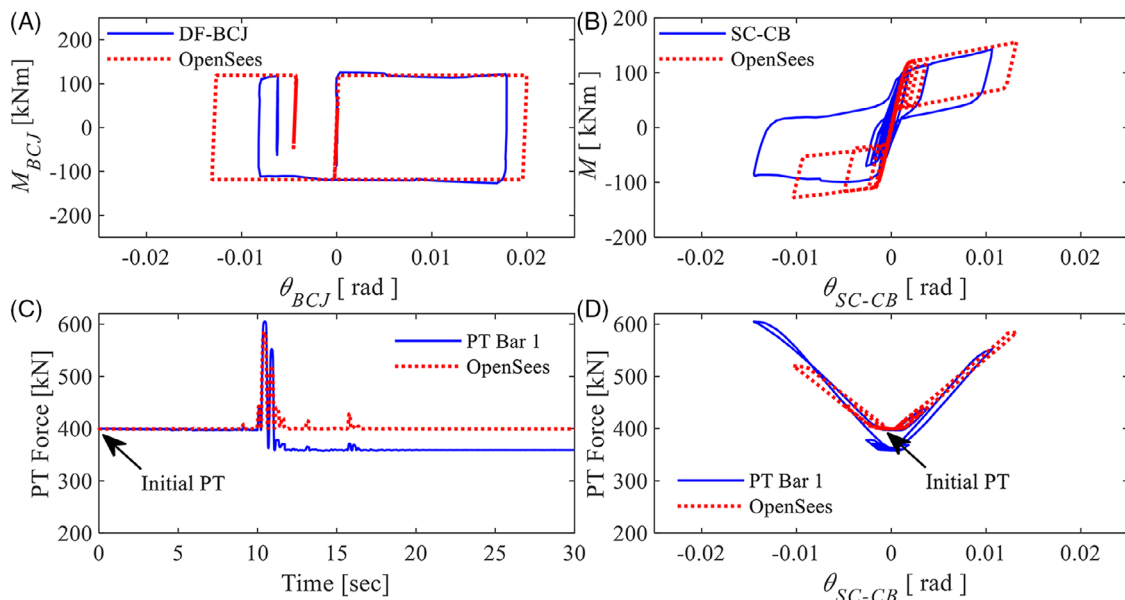 (A)
200
100
0
-100
-200
M_BCJ [kNm]
DF-BCJ
OpenSees
-0.02
-0.01
0
0.01
0.02
θ_BCJ [ rad ]
(B)
200
100
0
-100
-200
M [ kNm]
SC-CB
OpenSees
-0.02
-0.01
0
0.01
0.02
θ_SC-CB [ rad ]
(C)
600
500
400
300
200
PT Force [kN]
PT Bar 1
OpenSees
Initial PT
0
5
10
15
20
25
30
Time [sec]
(D)
600
500
400
300
200
PT Force [kN]
Initial PT
PT Bar 1
OpenSees
-0.02
-0.01
0
0.01
0.02
θ_SC-CB [ rad ]